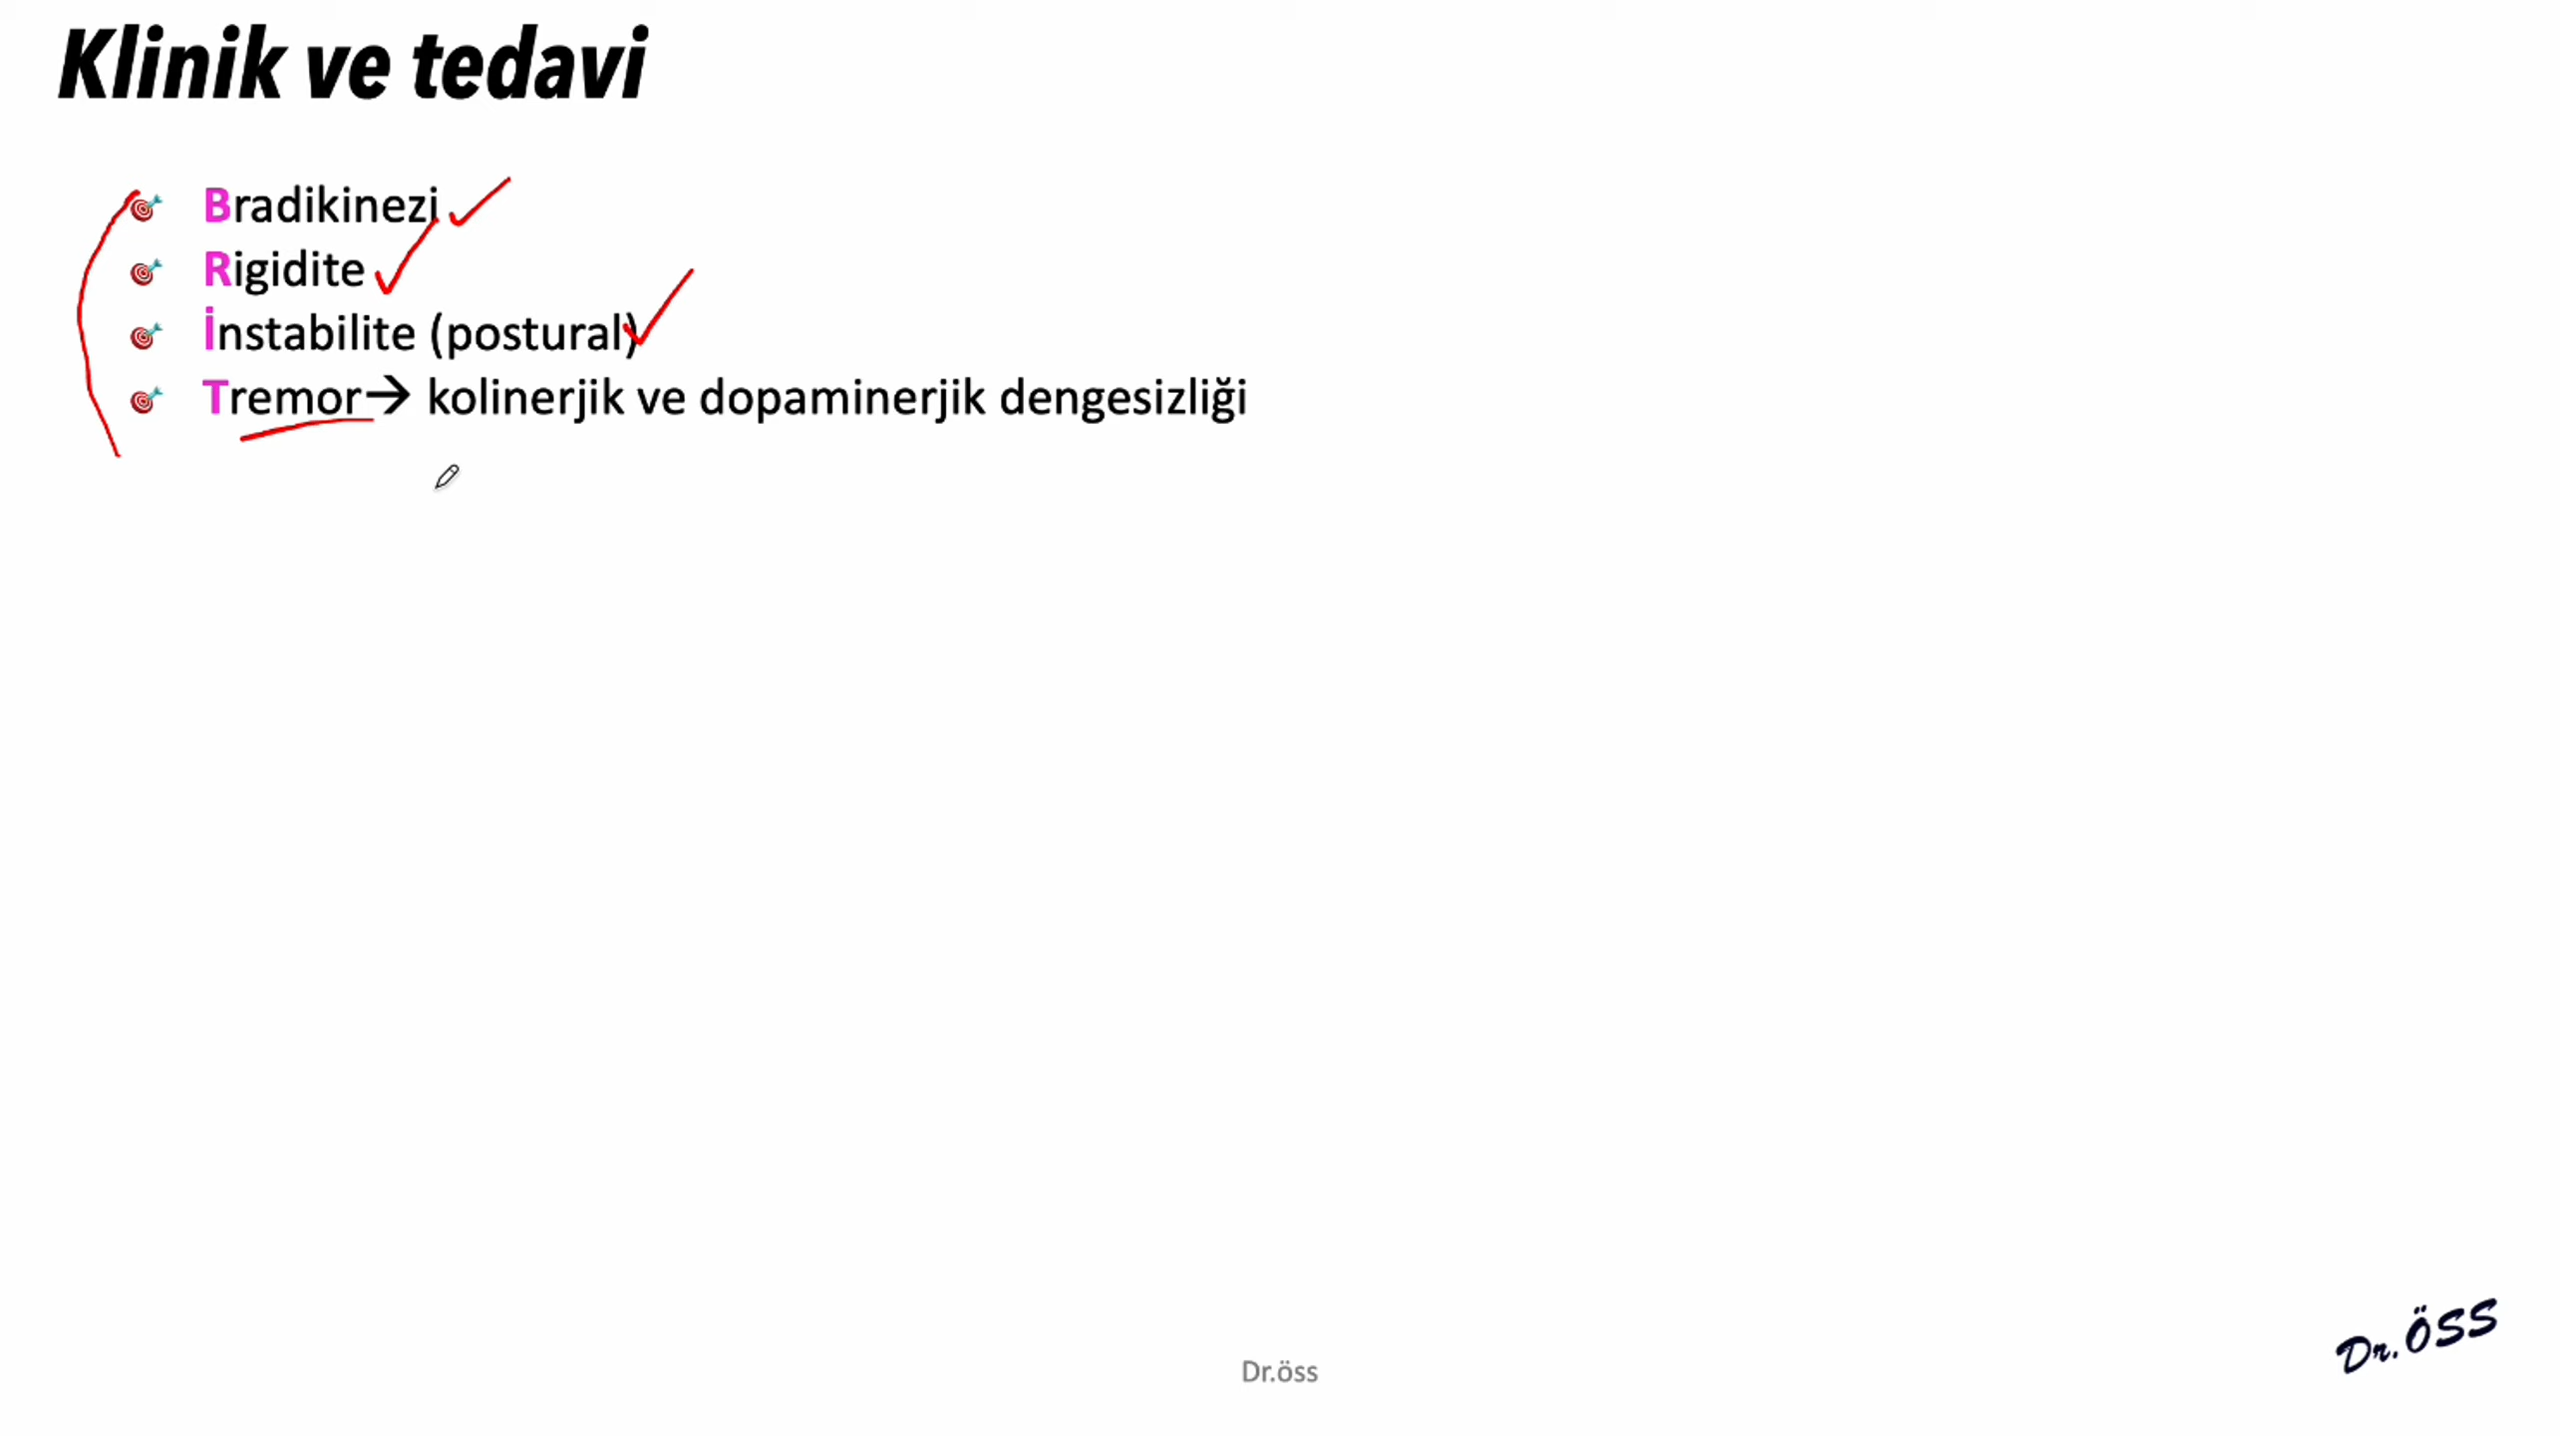 Klinik ve tedavi
Bradikinezi
Rigidite
İnstabilite (postural)
Tremor→ kolinerjik ve dopaminerjik dengesizliği
Dr.öss
Dr.öss